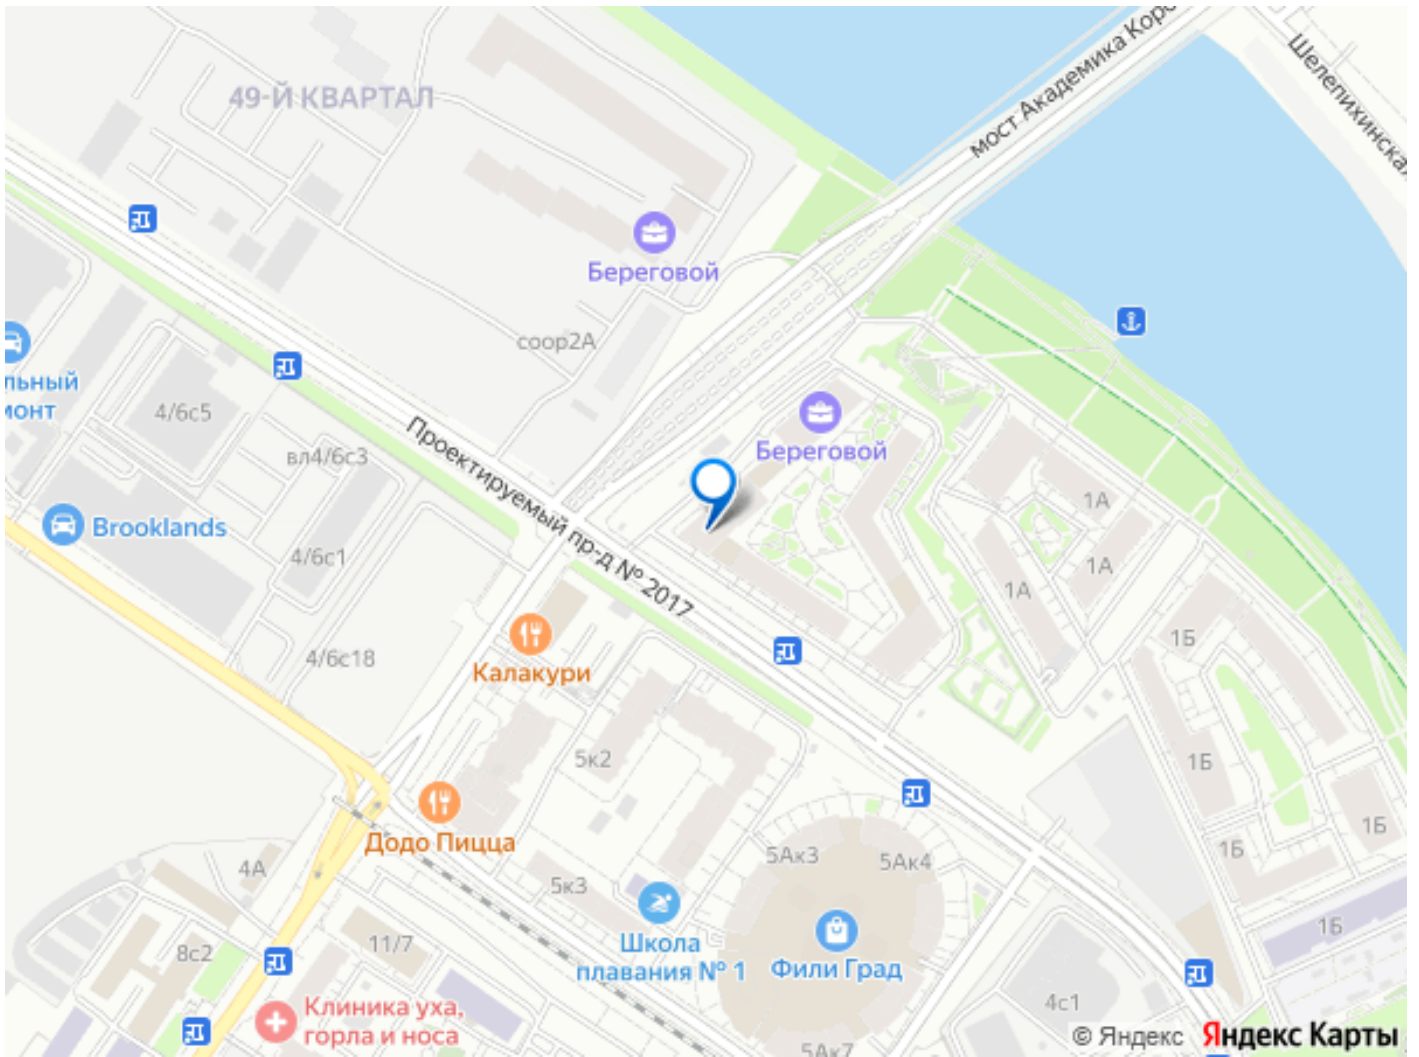 мост Академика Коро
Шелепихинская
49-Й КВАРТАЛ
Береговой
соор2А
льный
монт
4/6с5
вл4/6с3
Проектируемый пр-д № 2017
Береговой
Brooklands
4/6с1
1А
1А
1А
4/6с18
Калакури
1Б
5к2
1Б
Додо Пицца
5Ак3
5Ак4
1Б
1Б
4А
5к3
1Б
8с2
11/7
Школа
плавания № 1
Фили Град
4с1
Клиника уха,
горла и носа
5Ак7
© Яндекс
Яндекс Карты